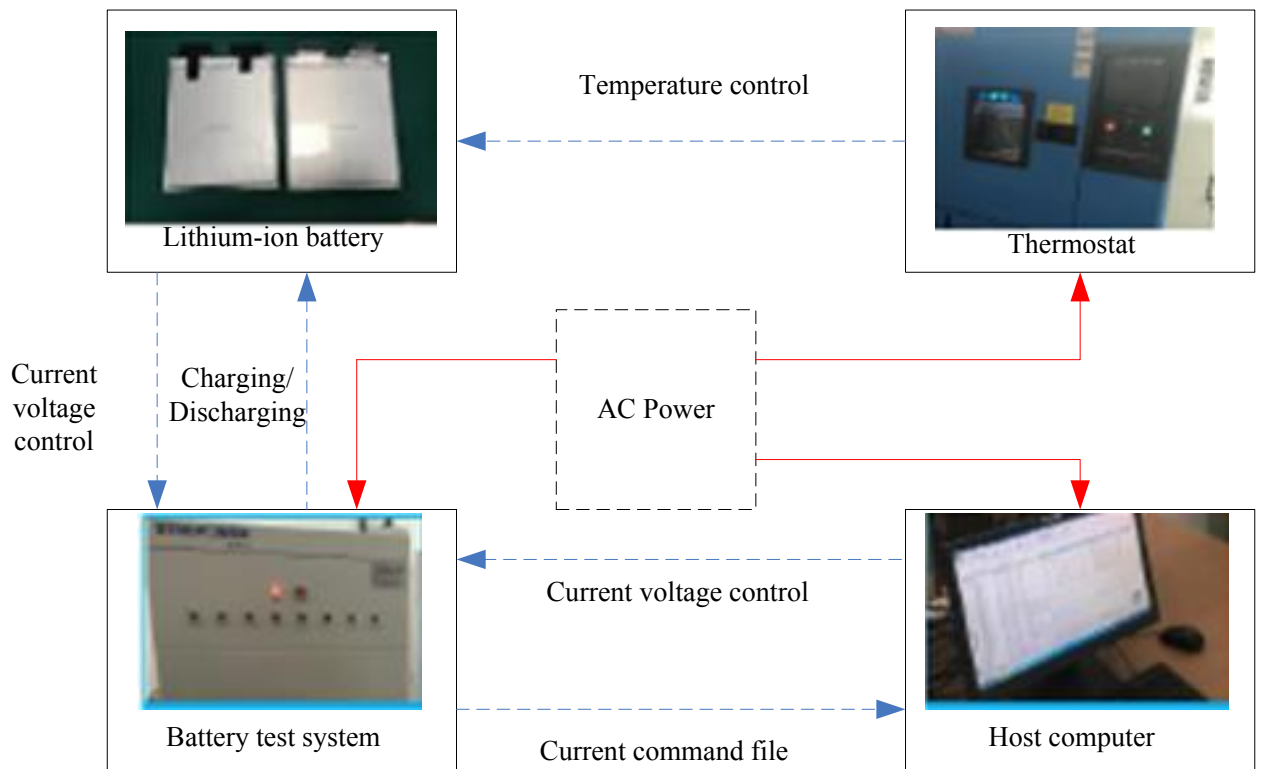 Temperature control
Lithium-ion battery
Thermostat
Current
voltage
control
Charging/
Discharging
AC Power
Current voltage control
Battery test system
Current command file
Host computer